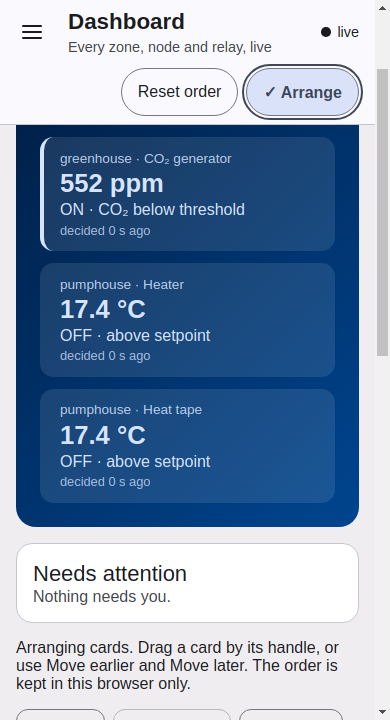 Dashboard
Every zone, node and relay, live
live
Reset order
✓ Arrange
greenhouse · CO₂ generator
552 ppm
ON · CO₂ below threshold
decided 0 s ago
pumphouse · Heater
17.4 °C
OFF · above setpoint
decided 0 s ago
pumphouse · Heat tape
17.4 °C
OFF · above setpoint
decided 0 s ago
Needs attention
Nothing needs you.
Arranging cards. Drag a card by its handle, or
use Move earlier and Move later. The order is
kept in this browser only.